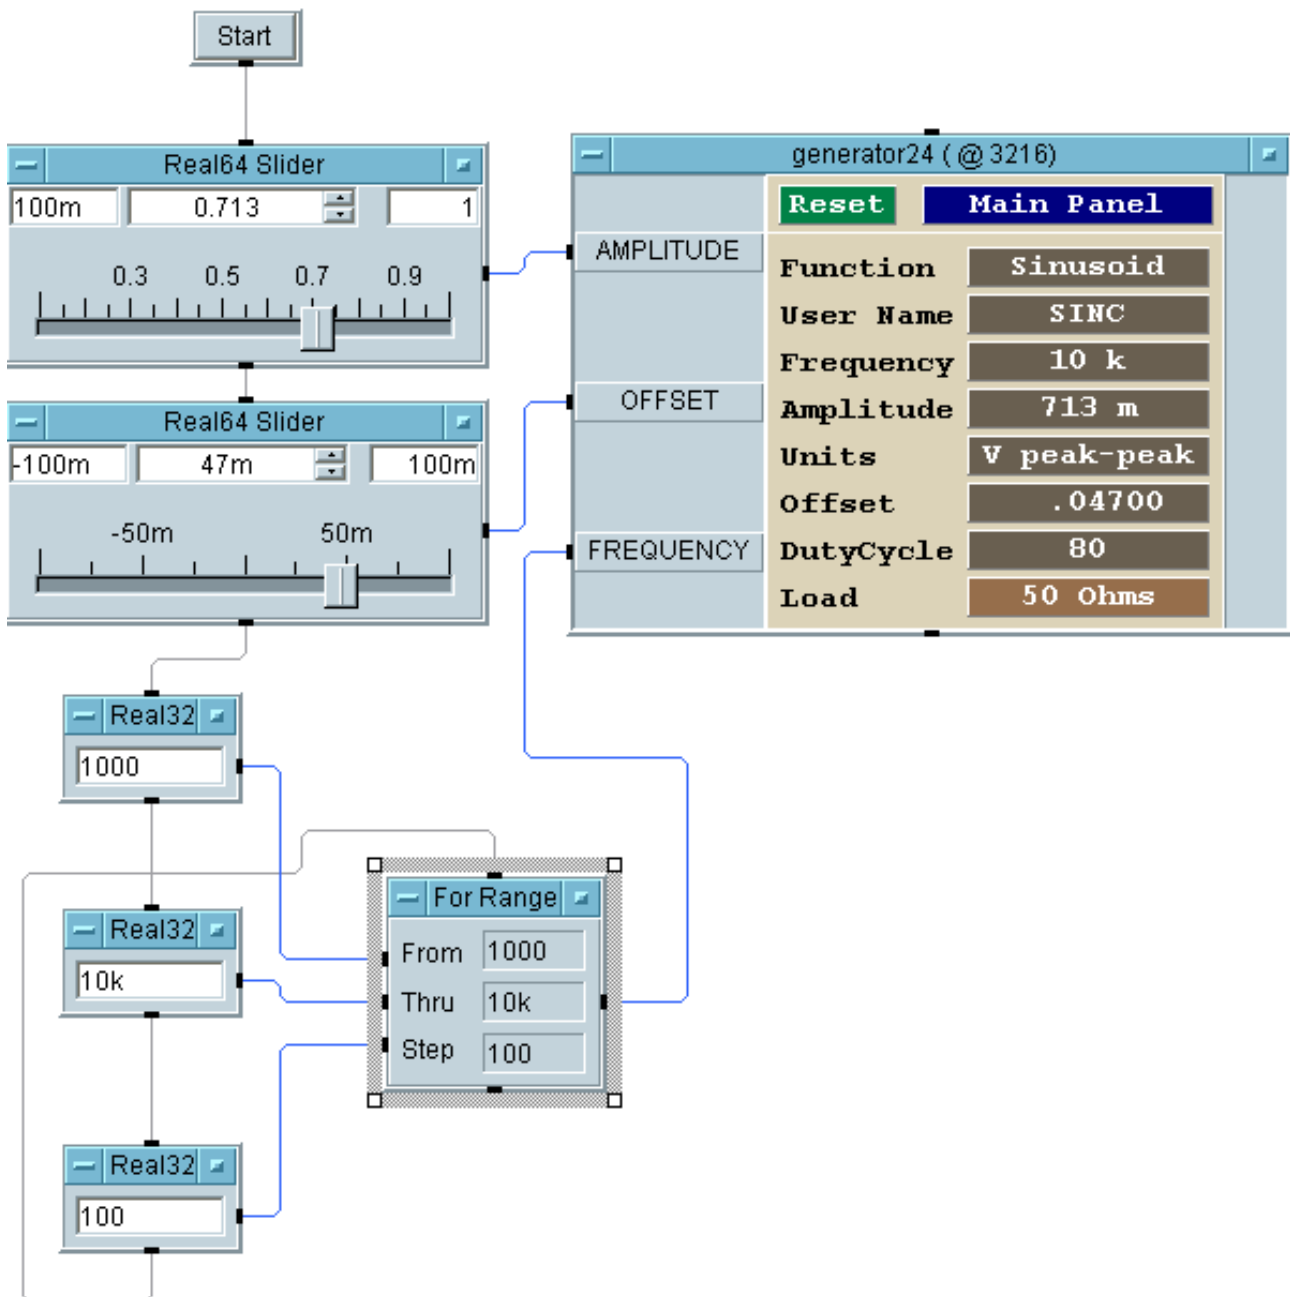 Start
Real64 Slider
100m 0.713 1
0.3 0.5 0.7 0.9
Real64 Slider
-100m 47m 100m
-50m 50m
generator24 ( @ 3216)
Reset Main Panel
AMPLITUDE
OFFSET
FREQUENCY
Function Sinusoid
User Name SINC
Frequency 10 k
Amplitude 713 m
Units V peak-peak
Offset .04700
DutyCycle 80
Load 50 Ohms
Real32
1000
Real32
10k
For Range
From 1000
Thru 10k
Step 100
Real32
100